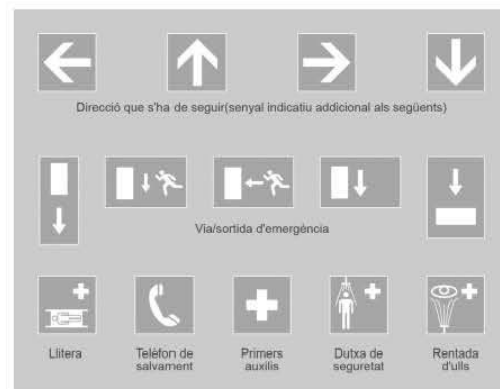 Direcció que s'ha de seguir(senyal indicatiu addicional als següents)
Via/sortida d'emergència
Llitera
Telèfon de
salvament
Primers
auxilis
Dutxa de
seguretat
Rentada
d'ulls